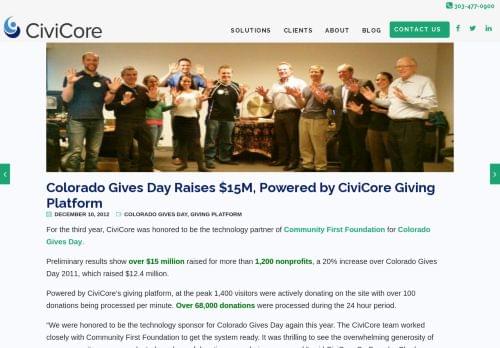 303-477-0900
CiviCore
SOLUTIONS CLIENTS ABOUT BLOG CONTACT US
Colorado Gives Day Raises $15M, Powered by CiviCore Giving
Platform
DECEMBER 10, 2012 COLORADO GIVES DAY, GIVING PLATFORM
For the third year, CiviCore was honored to be the technology partner of Community First Foundation for Colorado
Gives Day.
Preliminary results show over $15 million raised for more than 1,200 nonprofits, a 20% increase over Colorado Gives
Day 2011, which raised $12.4 million.
Powered by CiviCore's giving platform, at the peak 1,400 visitors were actively donating on the site with over 100
donations being processed per minute. Over 68,000 donations were processed during the 24 hour period.
"We were honored to be the technology sponsor for Colorado Gives Day again this year. The CiviCore team worked
closely with Community First Foundation to get the system ready. It was thrilling to see the overwhelming generosity of